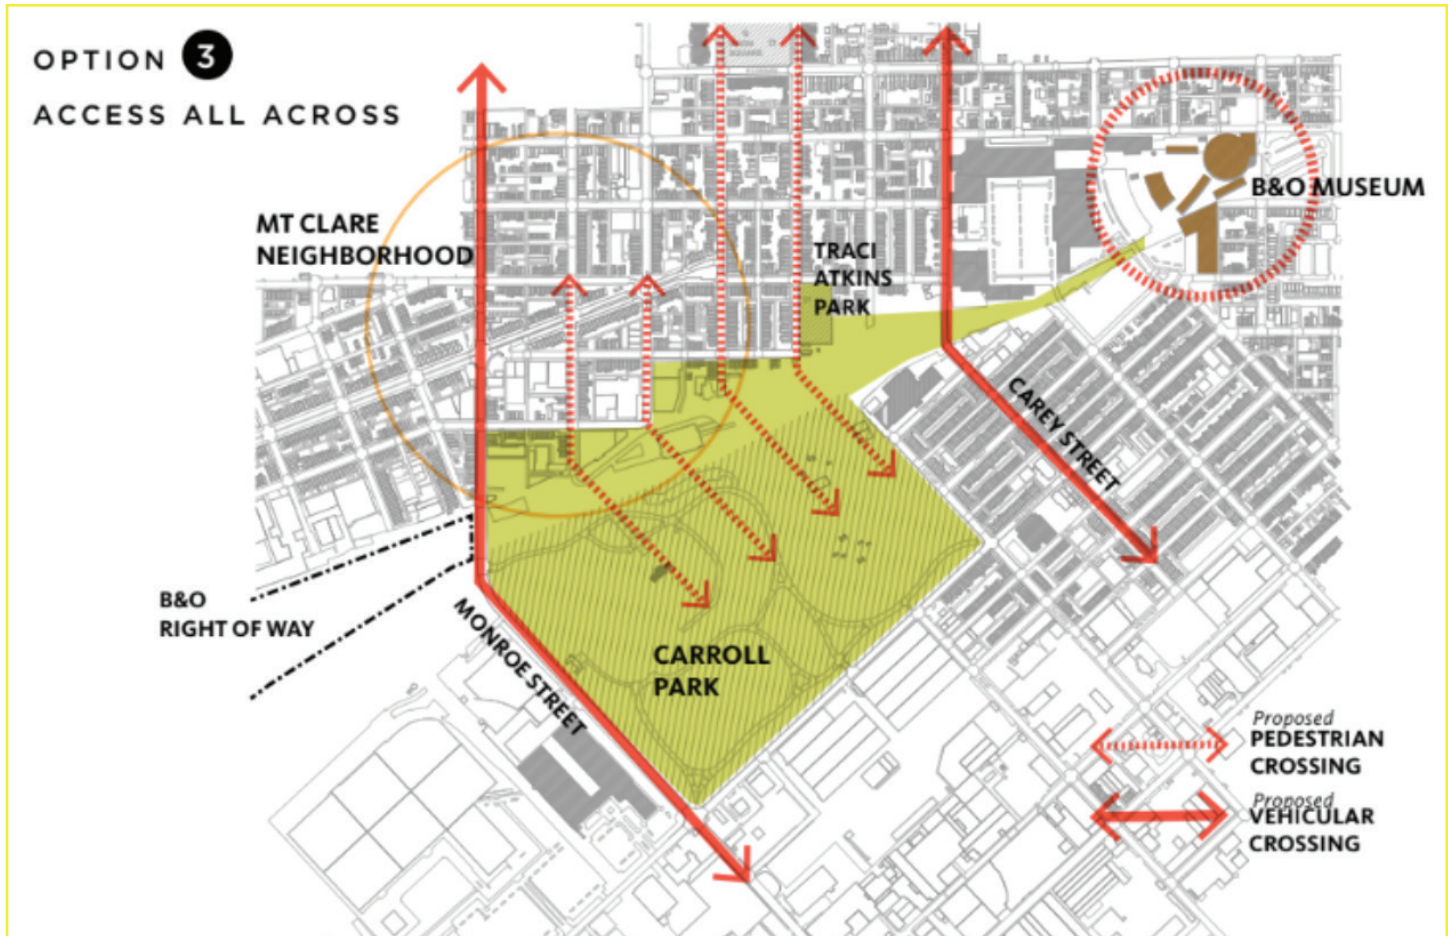 OPTION 3
ACCESS ALL ACROSS
MT CLARE
NEIGHBORHOOD
B&O MUSEUM
TRACI
ATKINS
PARK
CAREY STREET
B&O
RIGHT OF WAY
MONROE STREET
CARROLL
PARK
Proposed
PEDESTRIAN
CROSSING
Proposed
VEHICULAR
CROSSING